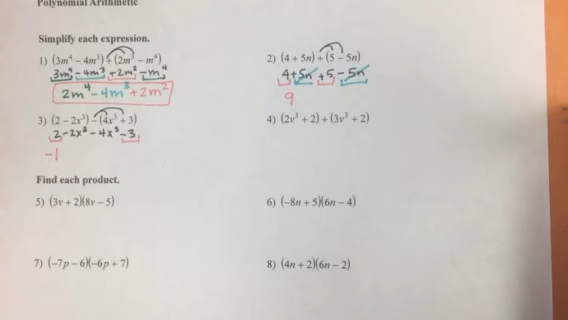 Polynomial Arithmetic
Simplify each expression.
1) (3m⁴ − 4m³) + (2m² − m⁴)
3m⁴ − 4m³ + 2m² − m⁴
2m⁴ − 4m³ + 2m²
2) (4 + 5n) + (5 − 5n)
4 + 5n + 5 − 5n
9
3) (2 − 2x³) − (4x³ + 3)
2 − 2x³ − 4x³ − 3
−1
4) (2v³ + 2) + (3v³ + 2)
Find each product.
5) (3v + 2)(8v − 5)
6) (−8n + 5)(6n − 4)
7) (−7p − 6)(−6p + 7)
8) (4n + 2)(6n − 2)